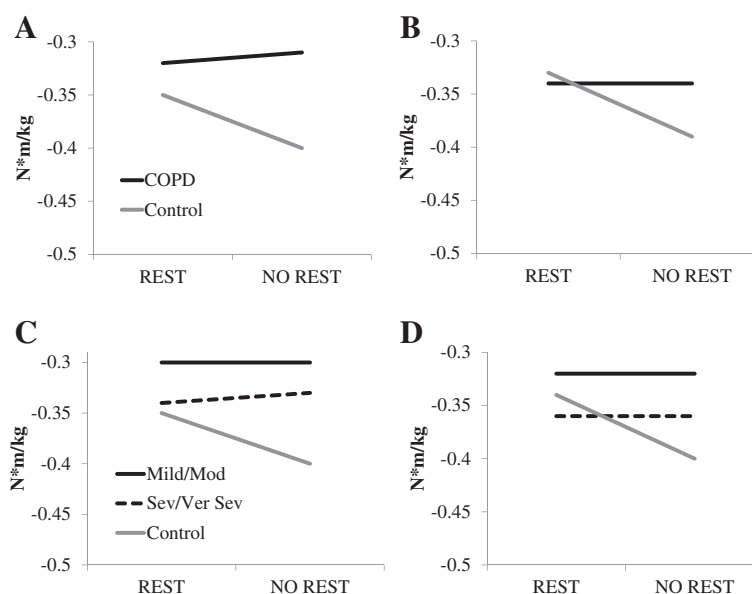 A
-0.3
-0.35
-0.4
-0.45
-0.5
N*m/kg
COPD
Control
REST NO REST
B
-0.3
-0.35
-0.4
-0.45
-0.5
N*m/kg
REST NO REST
C
-0.3
-0.35
-0.4
-0.45
-0.5
N*m/kg
Mild/Mod
Sev/Ver Sev
Control
REST NO REST
D
-0.3
-0.35
-0.4
-0.45
-0.5
N*m/kg
REST NO REST